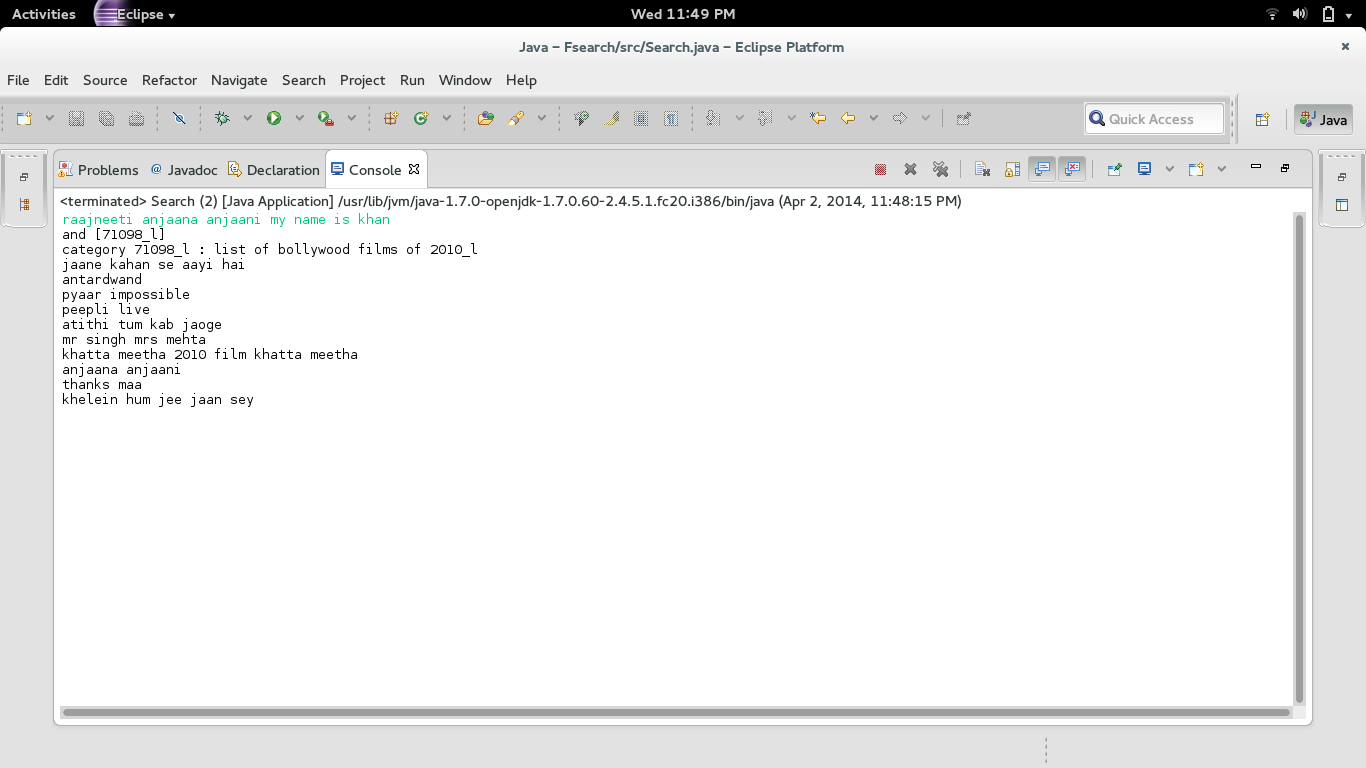 Activities Eclipse Wed 11:49 PM
Java – Fsearch/src/Search.java – Eclipse Platform
File Edit Source Refactor Navigate Search Project Run Window Help
Quick Access Java
Problems @ Javadoc Declaration Console
<terminated> Search (2) [Java Application] /usr/lib/jvm/java-1.7.0-openjdk-1.7.0.60-2.4.5.1.fc20.i386/bin/java (Apr 2, 2014, 11:48:15 PM)
raajneeti anjaana anjaani my name is khan
and [71098_l]
category 71098_l : list of bollywood films of 2010_l
jaane kahan se aayi hai
antardwand
pyaar impossible
peepli live
atithi tum kab jaoge
mr singh mrs mehta
khatta meetha 2010 film khatta meetha
anjaana anjaani
thanks maa
khelein hum jee jaan sey